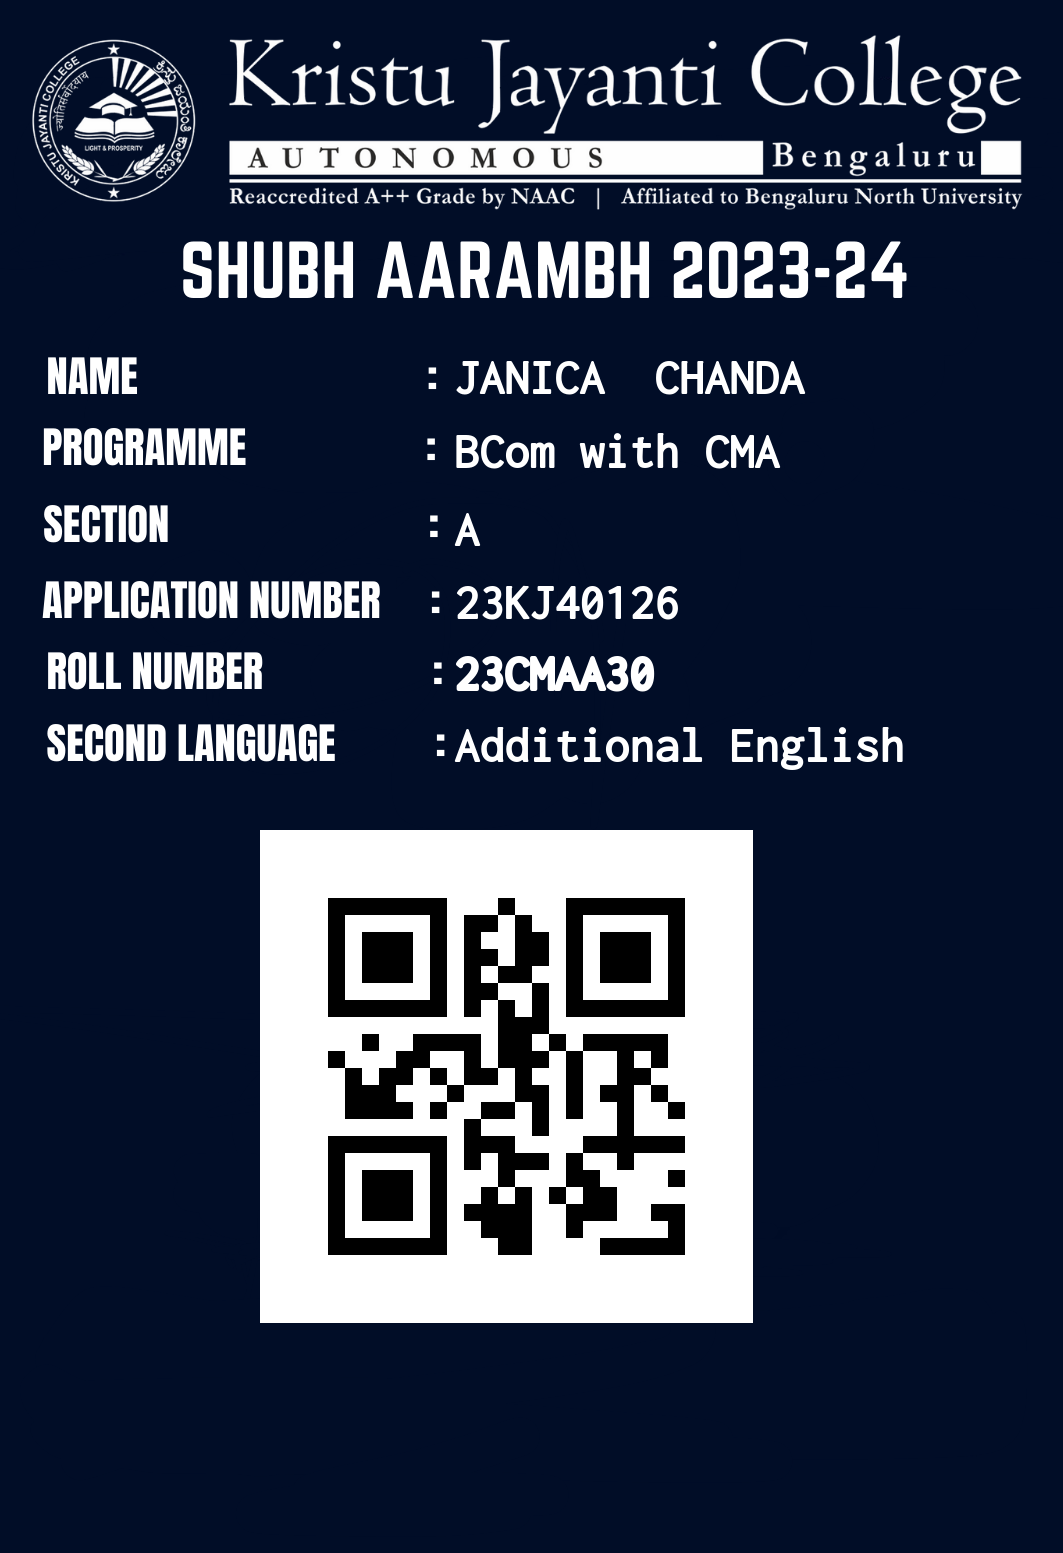 Kristu Jayanti College
AUTONOMOUS Bengaluru
Reaccredited A++ Grade by NAAC | Affiliated to Bengaluru North University
KRISTU JAYANTI COLLEGE
LIGHT & PROSPERITY
SHUBH AARAMBH 2023-24
NAME : JANICA CHANDA
PROGRAMME : BCom with CMA
SECTION : A
APPLICATION NUMBER : 23KJ40126
ROLL NUMBER : 23CMAA30
SECOND LANGUAGE : Additional English